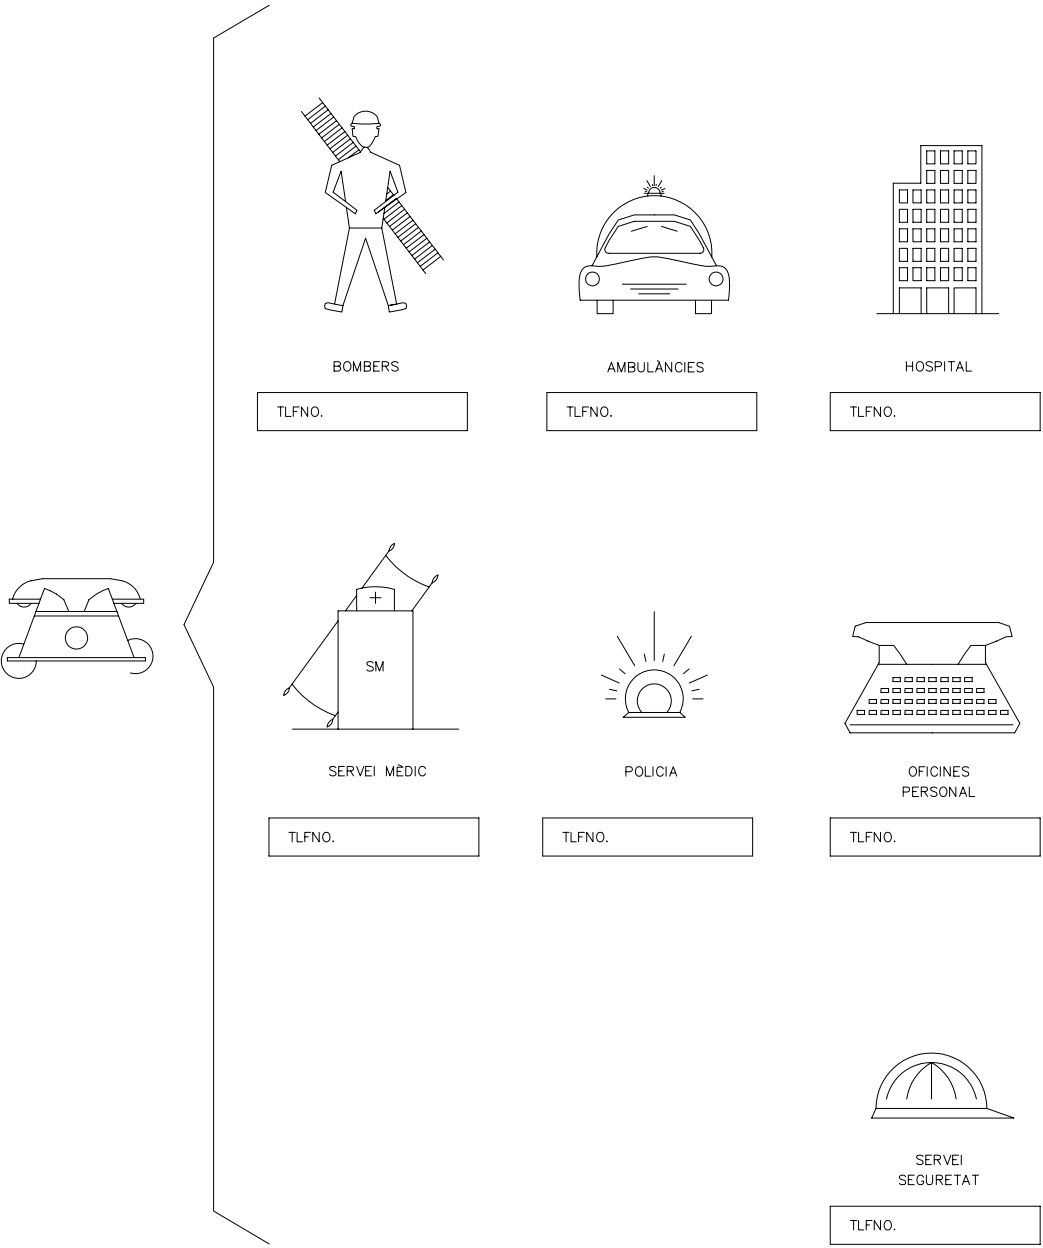 BOMBERS
AMBULÀNCIES
HOSPITAL
TLFNO.
TLFNO.
TLFNO.
SM
SERVEI MÈDIC
POLICIA
OFICINES
PERSONAL
TLFNO.
TLFNO.
TLFNO.
SERVEI
SEGURETAT
TLFNO.